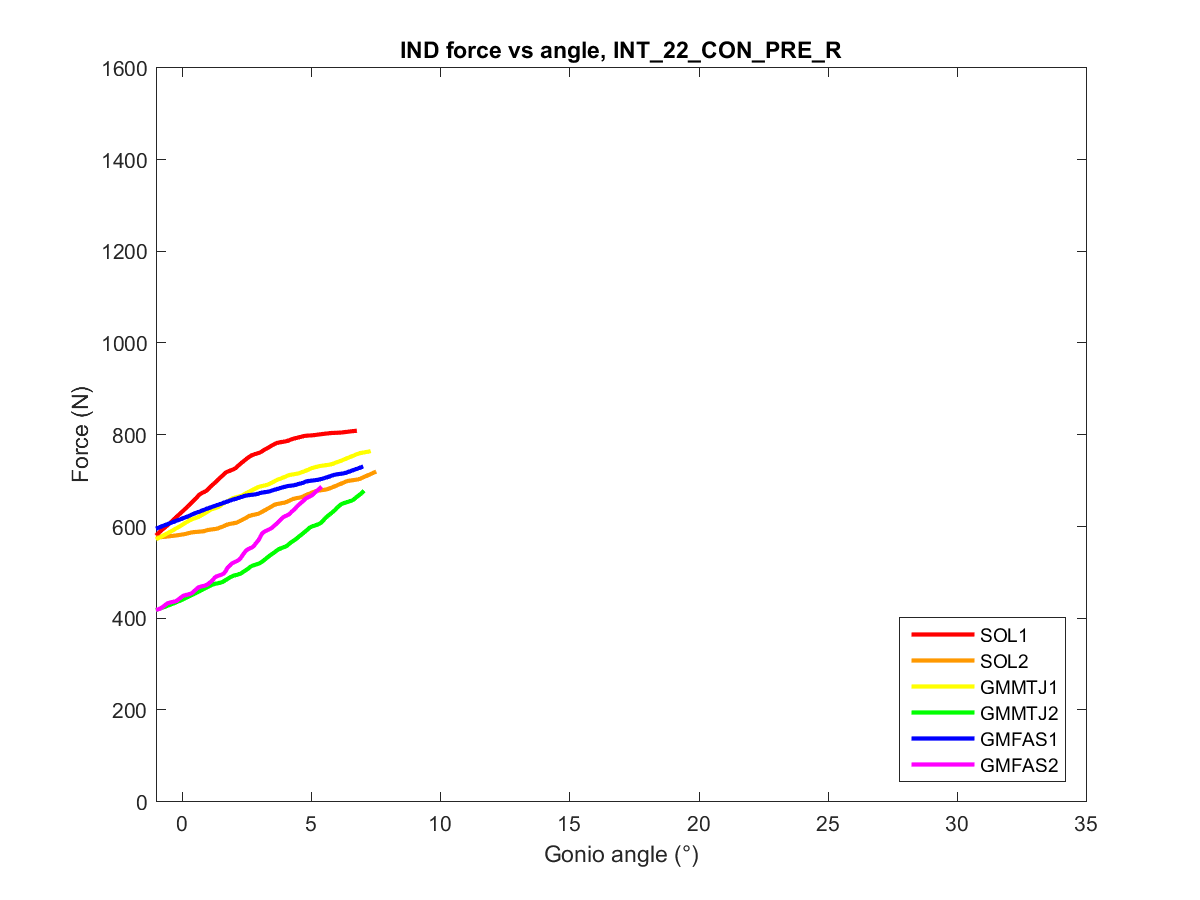 IND force vs angle, INT_22_CON_PRE_R
1600
1400
1200
1000
800
600
400
200
0
Force (N)
0 5 10 15 20 25 30 35
Gonio angle (°)
SOL1
SOL2
GMMTJ1
GMMTJ2
GMFAS1
GMFAS2